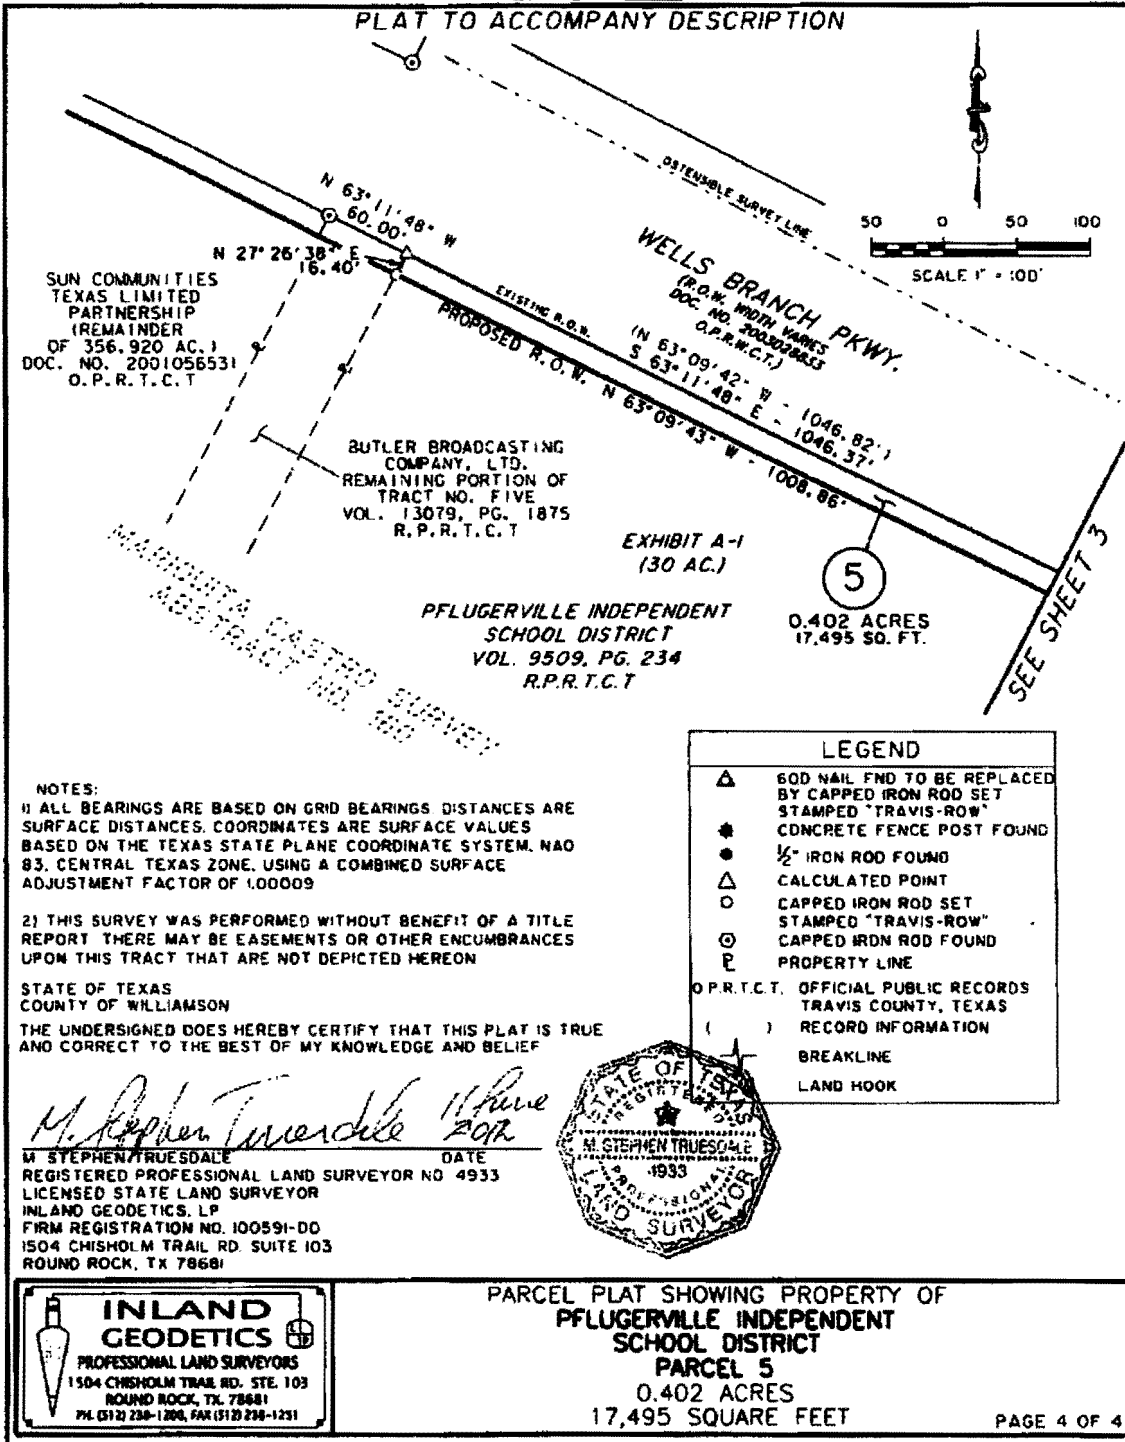 PLAT TO ACCOMPANY DESCRIPTION
OSTENSIBLE SURVEY LINE
50 0 50 100
SCALE 1" = 100'
N 63°11'48" W
60.00'
N 27°26'38" E
16.40'
SUN COMMUNITIES
TEXAS LIMITED
PARTNERSHIP
(REMAINDER
OF 356.920 AC.)
DOC. NO. 2001056531
O.P.R.T.C.T
WELLS BRANCH PKWY.
(R.O.W. WIDTH VARIES
DOC. NO. 2003028833
O.P.R.W.C.T.)
EXISTING R.O.W.
(N 63°09'42" W - 1046.82')
S 63°11'48" E - 1046.37'
PROPOSED R.O.W. N 63°09'43" W - 1008.86'
BUTLER BROADCASTING
COMPANY, LTD.
REMAINING PORTION OF
TRACT NO. FIVE
VOL. 13079, PG. 1875
R.P.R.T.C.T
EXHIBIT A-1
(30 AC.)
5
0.402 ACRES
17,495 SQ. FT.
SEE SHEET 3
MARIQUITA CASTRO SURVEY
ABSTRACT NO. 160
PFLUGERVILLE INDEPENDENT
SCHOOL DISTRICT
VOL. 9509, PG. 234
R.P.R.T.C.T
LEGEND
60D NAIL FND TO BE REPLACED
BY CAPPED IRON ROD SET
STAMPED "TRAVIS-ROW"
CONCRETE FENCE POST FOUND
1/2" IRON ROD FOUND
CALCULATED POINT
CAPPED IRON ROD SET
STAMPED "TRAVIS-ROW"
CAPPED IRON ROD FOUND
PROPERTY LINE
O.P.R.T.C.T. OFFICIAL PUBLIC RECORDS
TRAVIS COUNTY, TEXAS
( ) RECORD INFORMATION
BREAKLINE
LAND HOOK
NOTES:
1) ALL BEARINGS ARE BASED ON GRID BEARINGS. DISTANCES ARE
SURFACE DISTANCES. COORDINATES ARE SURFACE VALUES
BASED ON THE TEXAS STATE PLANE COORDINATE SYSTEM, NAD
83, CENTRAL TEXAS ZONE, USING A COMBINED SURFACE
ADJUSTMENT FACTOR OF 1.00009
2) THIS SURVEY WAS PERFORMED WITHOUT BENEFIT OF A TITLE
REPORT THERE MAY BE EASEMENTS OR OTHER ENCUMBRANCES
UPON THIS TRACT THAT ARE NOT DEPICTED HEREON
STATE OF TEXAS
COUNTY OF WILLIAMSON
THE UNDERSIGNED DOES HEREBY CERTIFY THAT THIS PLAT IS TRUE
AND CORRECT TO THE BEST OF MY KNOWLEDGE AND BELIEF
M. Stephen Truesdale 11 June
2012
M STEPHEN TRUESDALE DATE
REGISTERED PROFESSIONAL LAND SURVEYOR NO 4933
LICENSED STATE LAND SURVEYOR
INLAND GEODETICS, LP
FIRM REGISTRATION NO. 100591-00
1504 CHISHOLM TRAIL RD. SUITE 103
ROUND ROCK, TX 78681
STATE OF TEXAS
REGISTERED
M. STEPHEN TRUESDALE
4933
PROFESSIONAL
LAND SURVEYOR
INLAND
GEODETICS
PROFESSIONAL LAND SURVEYORS
1504 CHISHOLM TRAIL RD. STE. 103
ROUND ROCK, TX. 78681
PH. (512) 238-1200, FAX (512) 238-1251
PARCEL PLAT SHOWING PROPERTY OF
PFLUGERVILLE INDEPENDENT
SCHOOL DISTRICT
PARCEL 5
0.402 ACRES
17,495 SQUARE FEET
PAGE 4 OF 4